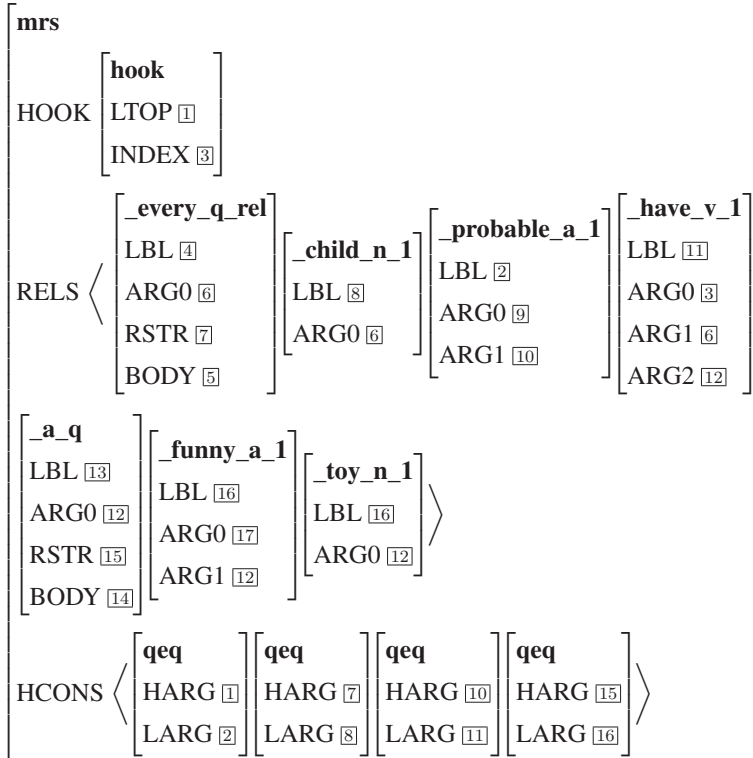 mrs
HOOK hook
LTOP 1
INDEX 3
RELS _every_q_rel
LBL 4
ARG0 6
RSTR 7
BODY 5
_child_n_1
LBL 8
ARG0 6
_probable_a_1
LBL 2
ARG0 9
ARG1 10
_have_v_1
LBL 11
ARG0 3
ARG1 6
ARG2 12
_a_q
LBL 13
ARG0 12
RSTR 15
BODY 14
_funny_a_1
LBL 16
ARG0 17
ARG1 12
_toy_n_1
LBL 16
ARG0 12
HCONS qeq
HARG 1
LARG 2
qeq
HARG 7
LARG 8
qeq
HARG 10
LARG 11
qeq
HARG 15
LARG 16